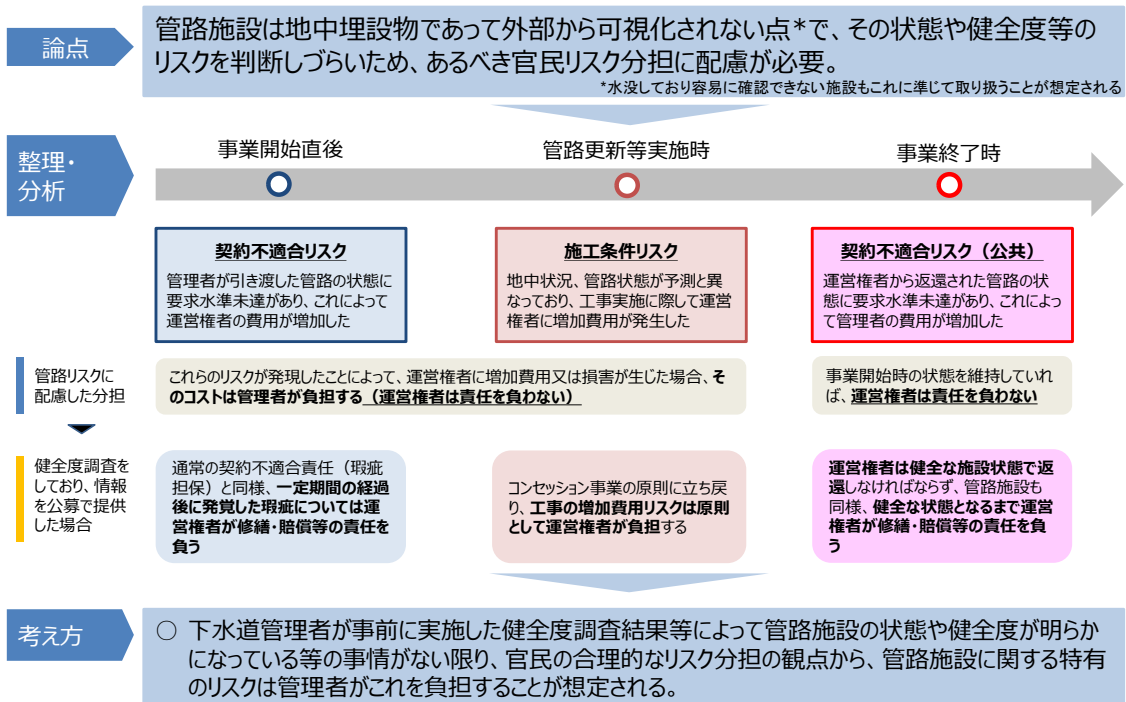 論点
管路施設は地中埋設物であって外部から可視化されない点*で、その状態や健全度等の
リスクを判断しづらいため、あるべき官民リスク分担に配慮が必要。
*水没しており容易に確認できない施設もこれに準じて取り扱うことが想定される
整理・
分析
事業開始直後
管路更新等実施時
事業終了時
契約不適合リスク
管理者が引き渡した管路の状態に
要求水準未達があり、これによって
運営権者の費用が増加した
施工条件リスク
地中状況、管路状態が予測と異
なっており、工事実施に際して運営
権者に増加費用が発生した
契約不適合リスク（公共）
運営権者から返還された管路の状
態に要求水準未達があり、これによっ
て管理者の費用が増加した
管路リスクに
配慮した分担
これらのリスクが発現したことによって、運営権者に増加費用又は損害が生じた場合、そ
のコストは管理者が負担する（運営権者は責任を負わない）
事業開始時の状態を維持していれ
ば、運営権者は責任を負わない
健全度調査を
しており、情報
を公募で提供
した場合
通常の契約不適合責任（瑕疵
担保）と同様、一定期間の経過
後に発覚した瑕疵については運
営権者が修繕・賠償等の責任を
負う
コンセッション事業の原則に立ち戻
り、工事の増加費用リスクは原則
として運営権者が負担する
運営権者は健全な施設状態で返
還しなければならず、管路施設も
同様、健全な状態となるまで運営
権者が修繕・賠償等の責任を負
う
考え方
○ 下水道管理者が事前に実施した健全度調査結果等によって管路施設の状態や健全度が明らか
になっている等の事情がない限り、官民の合理的なリスク分担の観点から、管路施設に関する特有
のリスクは管理者がこれを負担することが想定される。